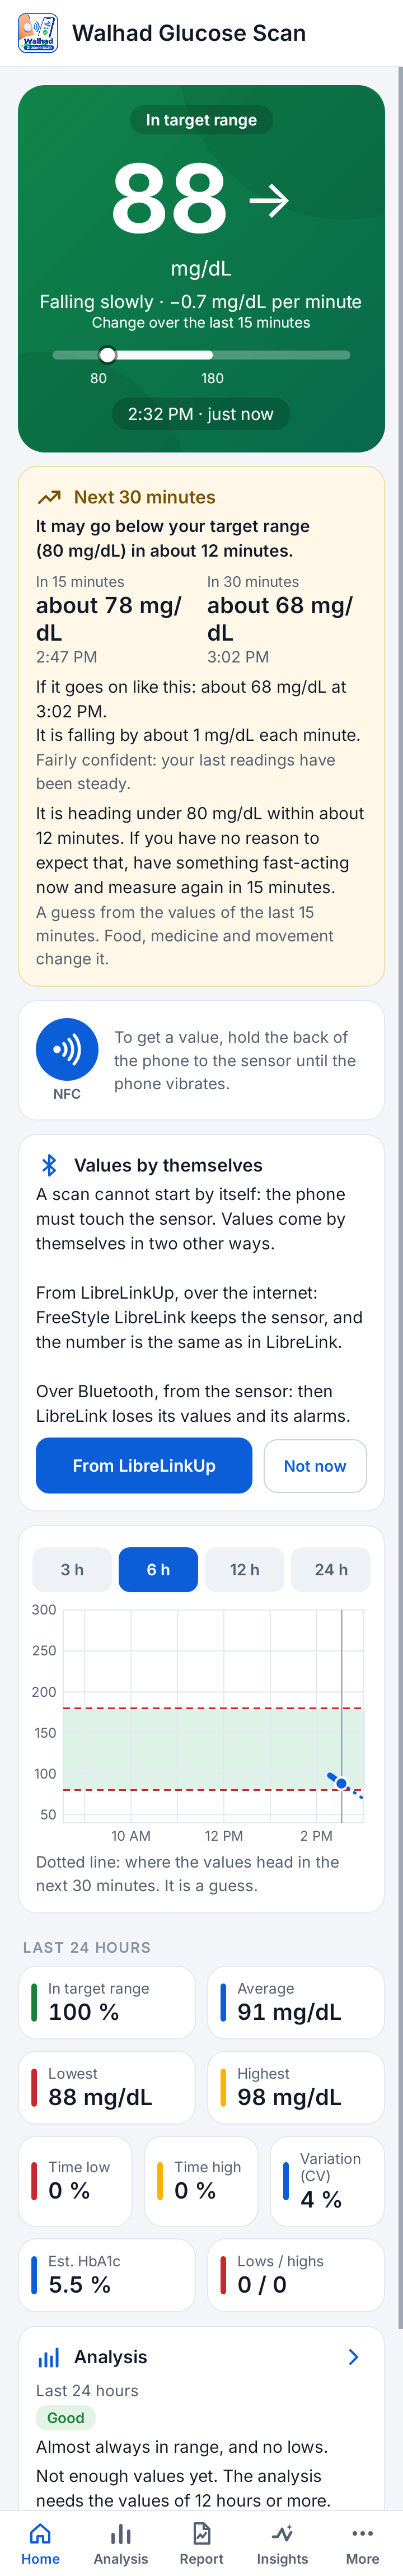 Walhad
Glucose Scan
Walhad Glucose Scan
In target range
88 →
mg/dL
Falling slowly · −0.7 mg/dL per minute
Change over the last 15 minutes
80 180
2:32 PM · just now
Next 30 minutes
It may go below your target range
(80 mg/dL) in about 12 minutes.
In 15 minutes In 30 minutes
about 78 mg/ about 68 mg/
dL dL
2:47 PM 3:02 PM
If it goes on like this: about 68 mg/dL at
3:02 PM.
It is falling by about 1 mg/dL each minute.
Fairly confident: your last readings have
been steady.
It is heading under 80 mg/dL within about
12 minutes. If you have no reason to
expect that, have something fast-acting
now and measure again in 15 minutes.
A guess from the values of the last 15
minutes. Food, medicine and movement
change it.
To get a value, hold the back of
the phone to the sensor until the
phone vibrates.
NFC
Values by themselves
A scan cannot start by itself: the phone
must touch the sensor. Values come by
themselves in two other ways.
From LibreLinkUp, over the internet:
FreeStyle LibreLink keeps the sensor, and
the number is the same as in LibreLink.
Over Bluetooth, from the sensor: then
LibreLink loses its values and its alarms.
From LibreLinkUp Not now
3 h 6 h 12 h 24 h
300
250
200
150
100
50
10 AM 12 PM 2 PM
Dotted line: where the values head in the
next 30 minutes. It is a guess.
LAST 24 HOURS
In target range Average
100 % 91 mg/dL
Lowest Highest
88 mg/dL 98 mg/dL
Time low Time high Variation
(CV)
0 % 0 % 4 %
Est. HbA1c Lows / highs
5.5 % 0 / 0
Analysis
Last 24 hours
Good
Almost always in range, and no lows.
Not enough values yet. The analysis
needs the values of 12 hours or more.
Home Analysis Report Insights More